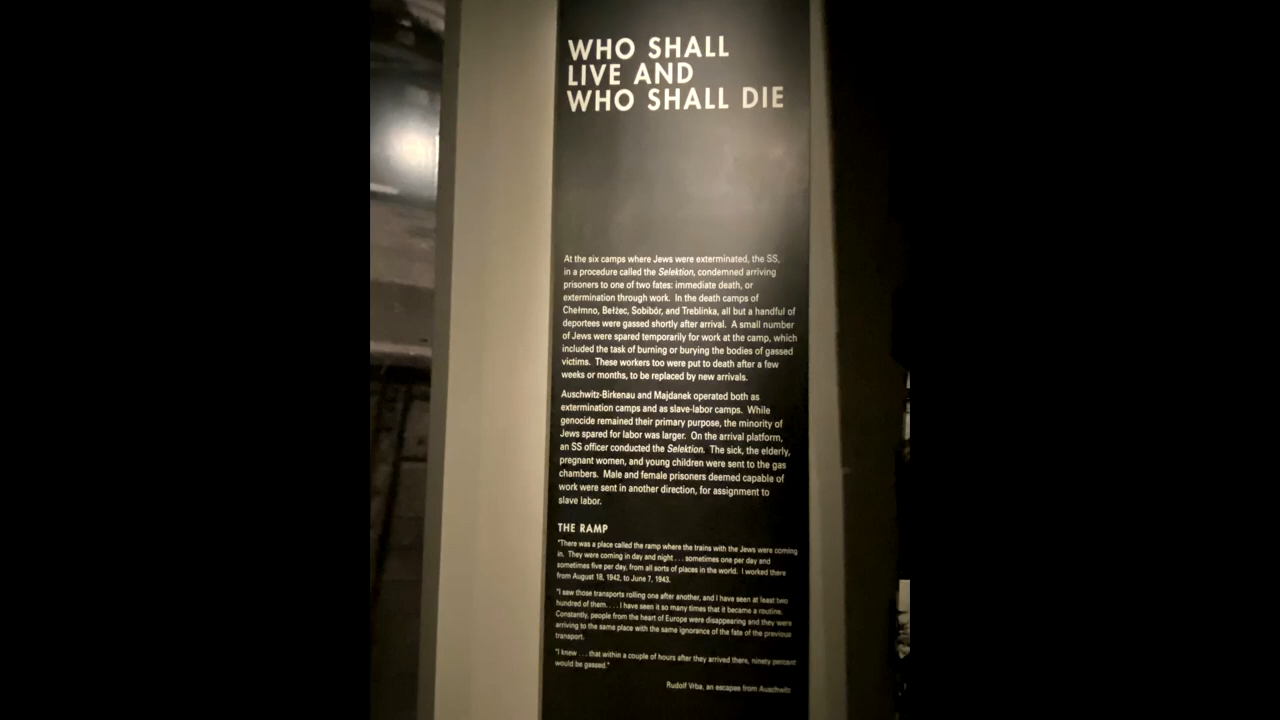 WHO SHALL
LIVE AND
WHO SHALL DIE
At the six camps where Jews were exterminated, the SS,
in a procedure called the Selektion, condemned arriving
prisoners to one of two fates: immediate death, or
extermination through work. In the death camps of
Chełmno, Bełżec, Sobibór, and Treblinka, all but a handful of
deportees were gassed shortly after arrival. A small number
of Jews were spared temporarily for work at the camp, which
included the task of burning or burying the bodies of gassed
victims. These workers too were put to death after a few
weeks or months, to be replaced by new arrivals.
Auschwitz-Birkenau and Majdanek operated both as
extermination camps and as slave-labor camps. While
genocide remained their primary purpose, the minority of
Jews spared for labor was larger. On the arrival platform,
an SS officer conducted the Selektion. The sick, the elderly,
pregnant women, and young children were sent to the gas
chambers. Male and female prisoners deemed capable of
work were sent in another direction, for assignment to
slave labor.
THE RAMP
"There was a place called the ramp where the trains with the Jews were coming
in. They were coming in day and night . . . sometimes one per day and
sometimes five per day, from all sorts of places in the world. I worked there
from August 18, 1942, to June 7, 1943.
"I saw those transports rolling one after another, and I have seen at least two
hundred of them. . . . I have seen it so many times that it became a routine.
Constantly, people from the heart of Europe were disappearing and they were
arriving to the same place with the same ignorance of the fate of the previous
transport.
"I knew . . . that within a couple of hours after they arrived there, ninety percent
would be gassed."
Rudolf Vrba, an escapee from Auschwitz